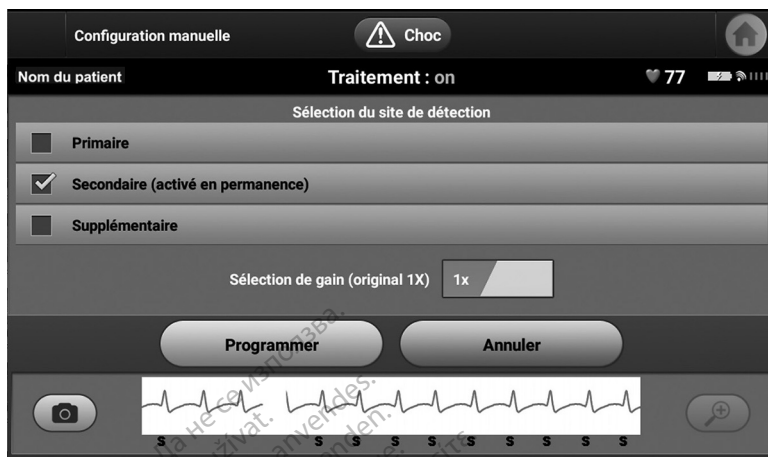 Configuration manuelle
Choc
Nom du patient
Traitement : on
77
Sélection du site de détection
Primaire
Secondaire (activé en permanence)
Supplémentaire
Sélection de gain (original 1X)
1x
Programmer
Annuler
S S S S S S S S S S